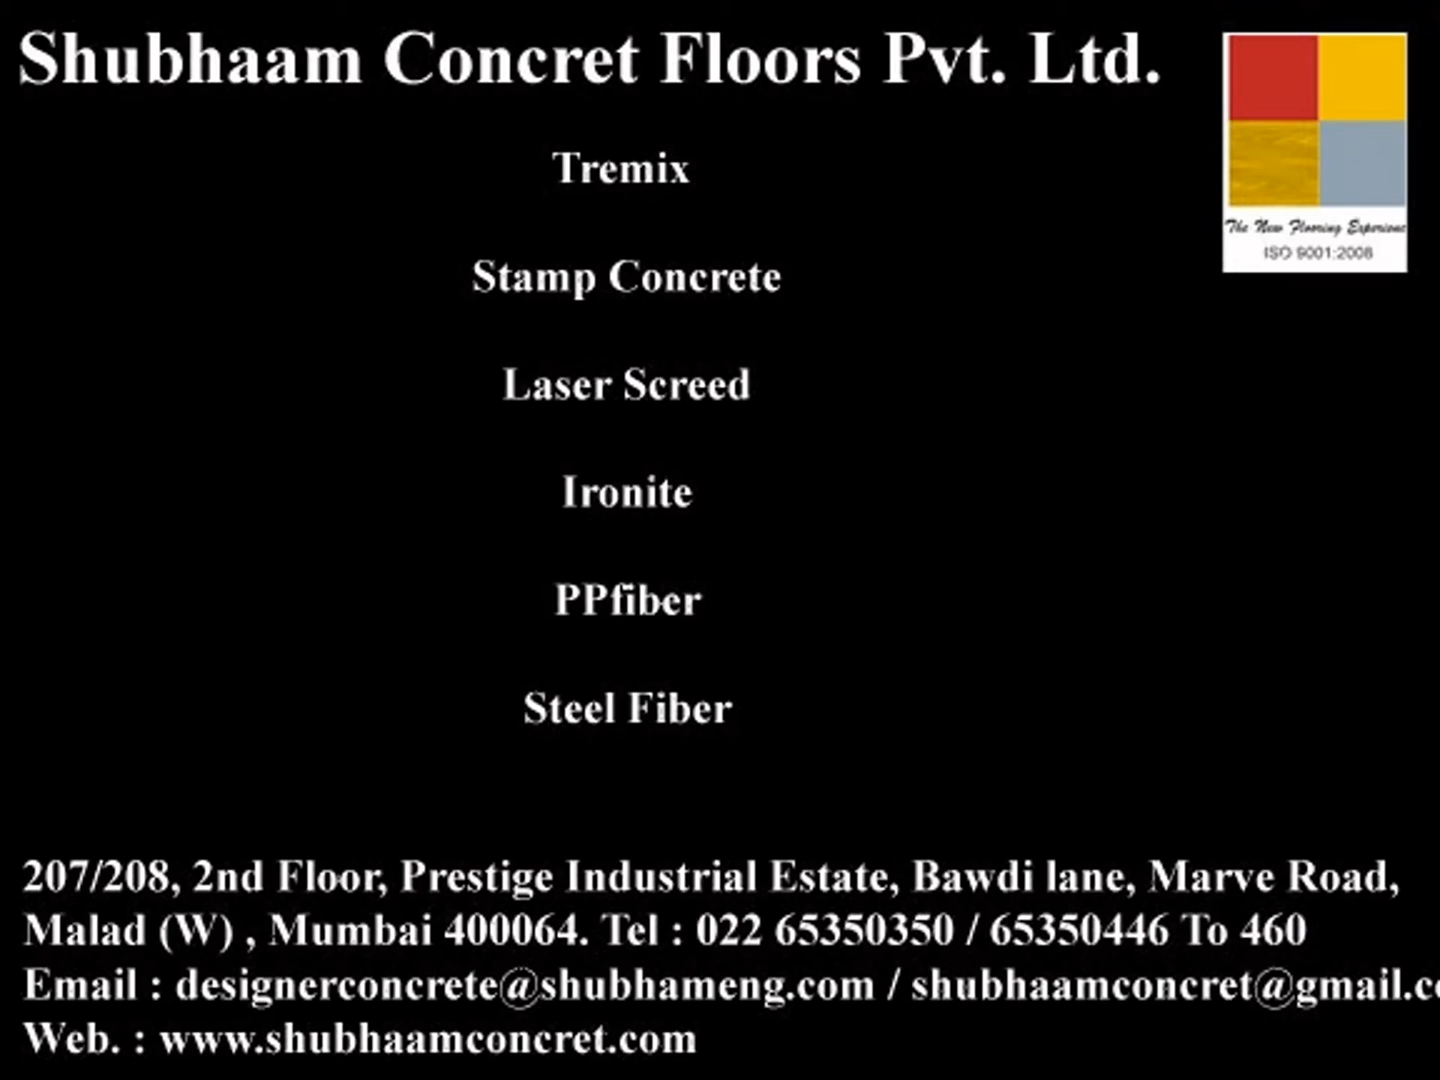 Shubhaam Concret Floors Pvt. Ltd.
Tremix
Stamp Concrete
Laser Screed
Ironite
PPfiber
Steel Fiber
The New Flooring Experienc
ISO 9001:2008
207/208, 2nd Floor, Prestige Industrial Estate, Bawdi lane, Marve Road,
Malad (W) , Mumbai 400064. Tel : 022 65350350 / 65350446 To 460
Email : designerconcrete@shubhameng.com / shubhaamconcret@gmail.co
Web. : www.shubhaamconcret.com